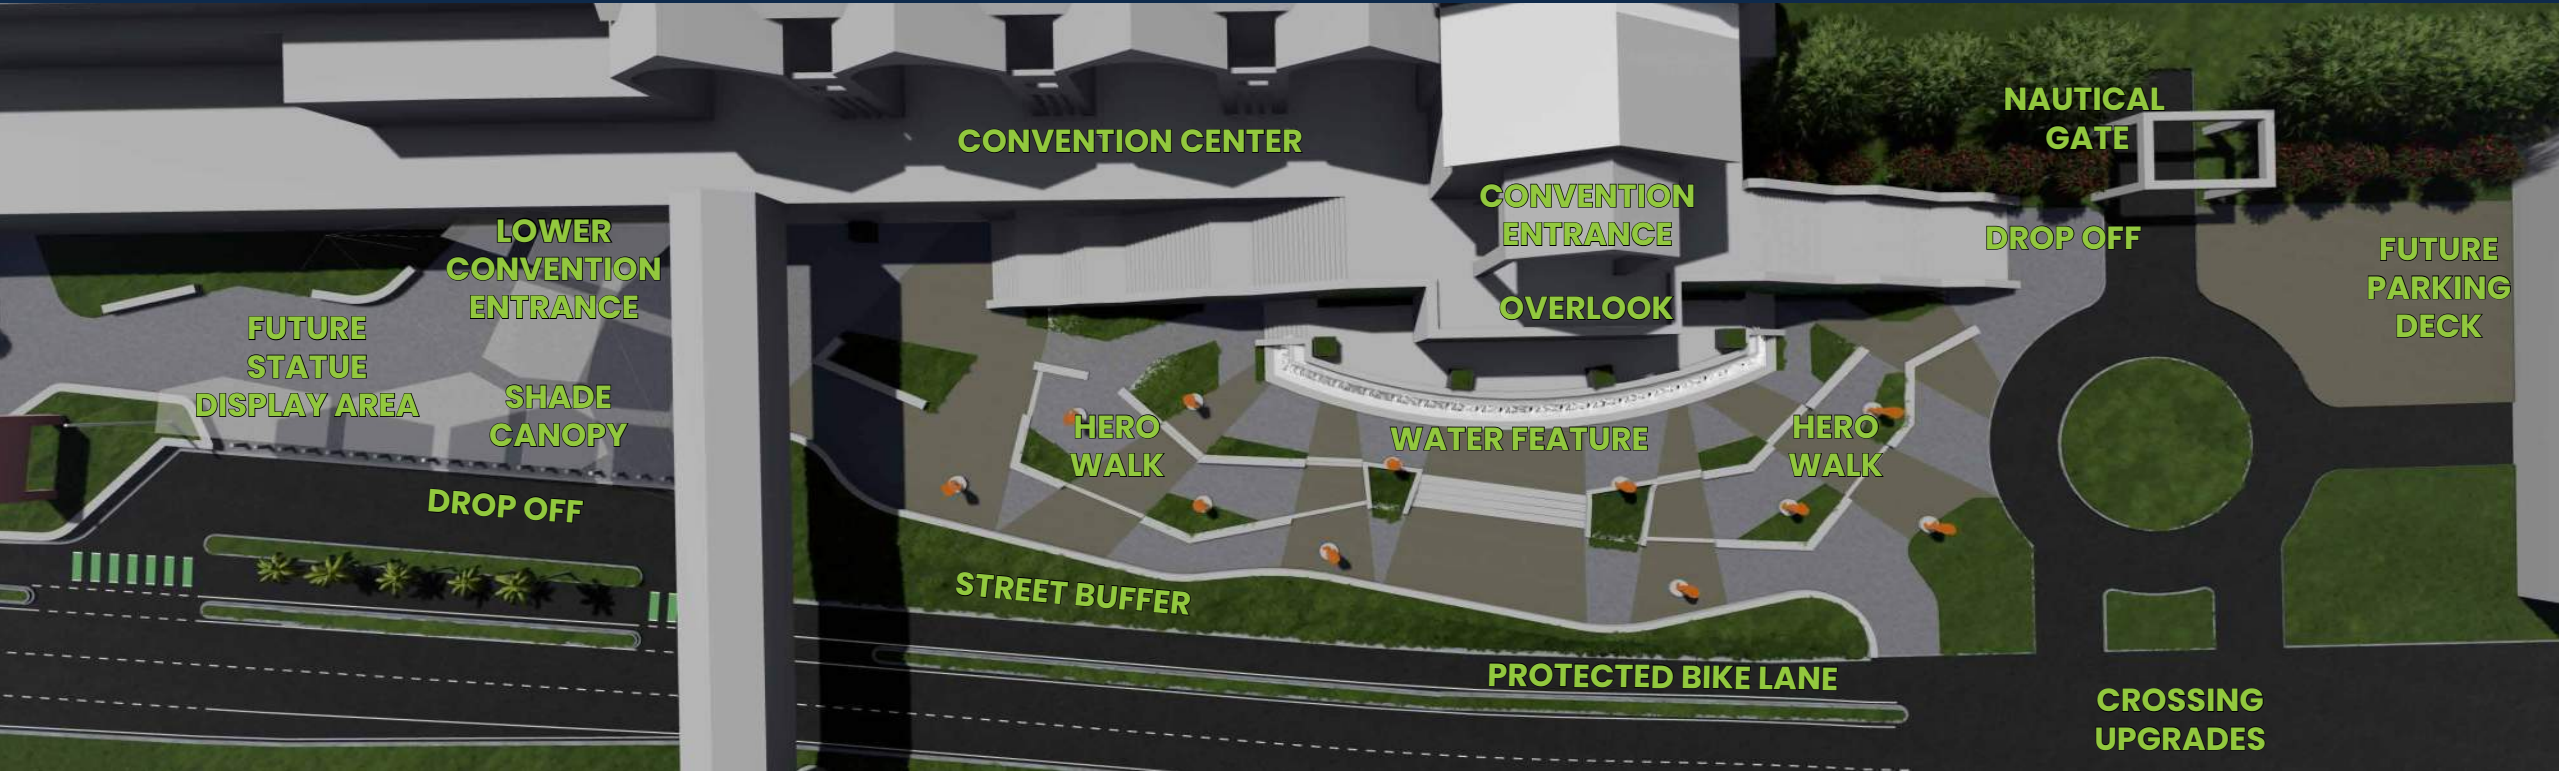 NAUTICAL
GATE
CONVENTION CENTER
CONVENTION
ENTRANCE
LOWER
CONVENTION
ENTRANCE
DROP OFF
FUTURE
PARKING
DECK
OVERLOOK
FUTURE
STATUE
DISPLAY AREA
SHADE
CANOPY
HERO
WALK
WATER FEATURE
HERO
WALK
DROP OFF
STREET BUFFER
PROTECTED BIKE LANE
CROSSING
UPGRADES